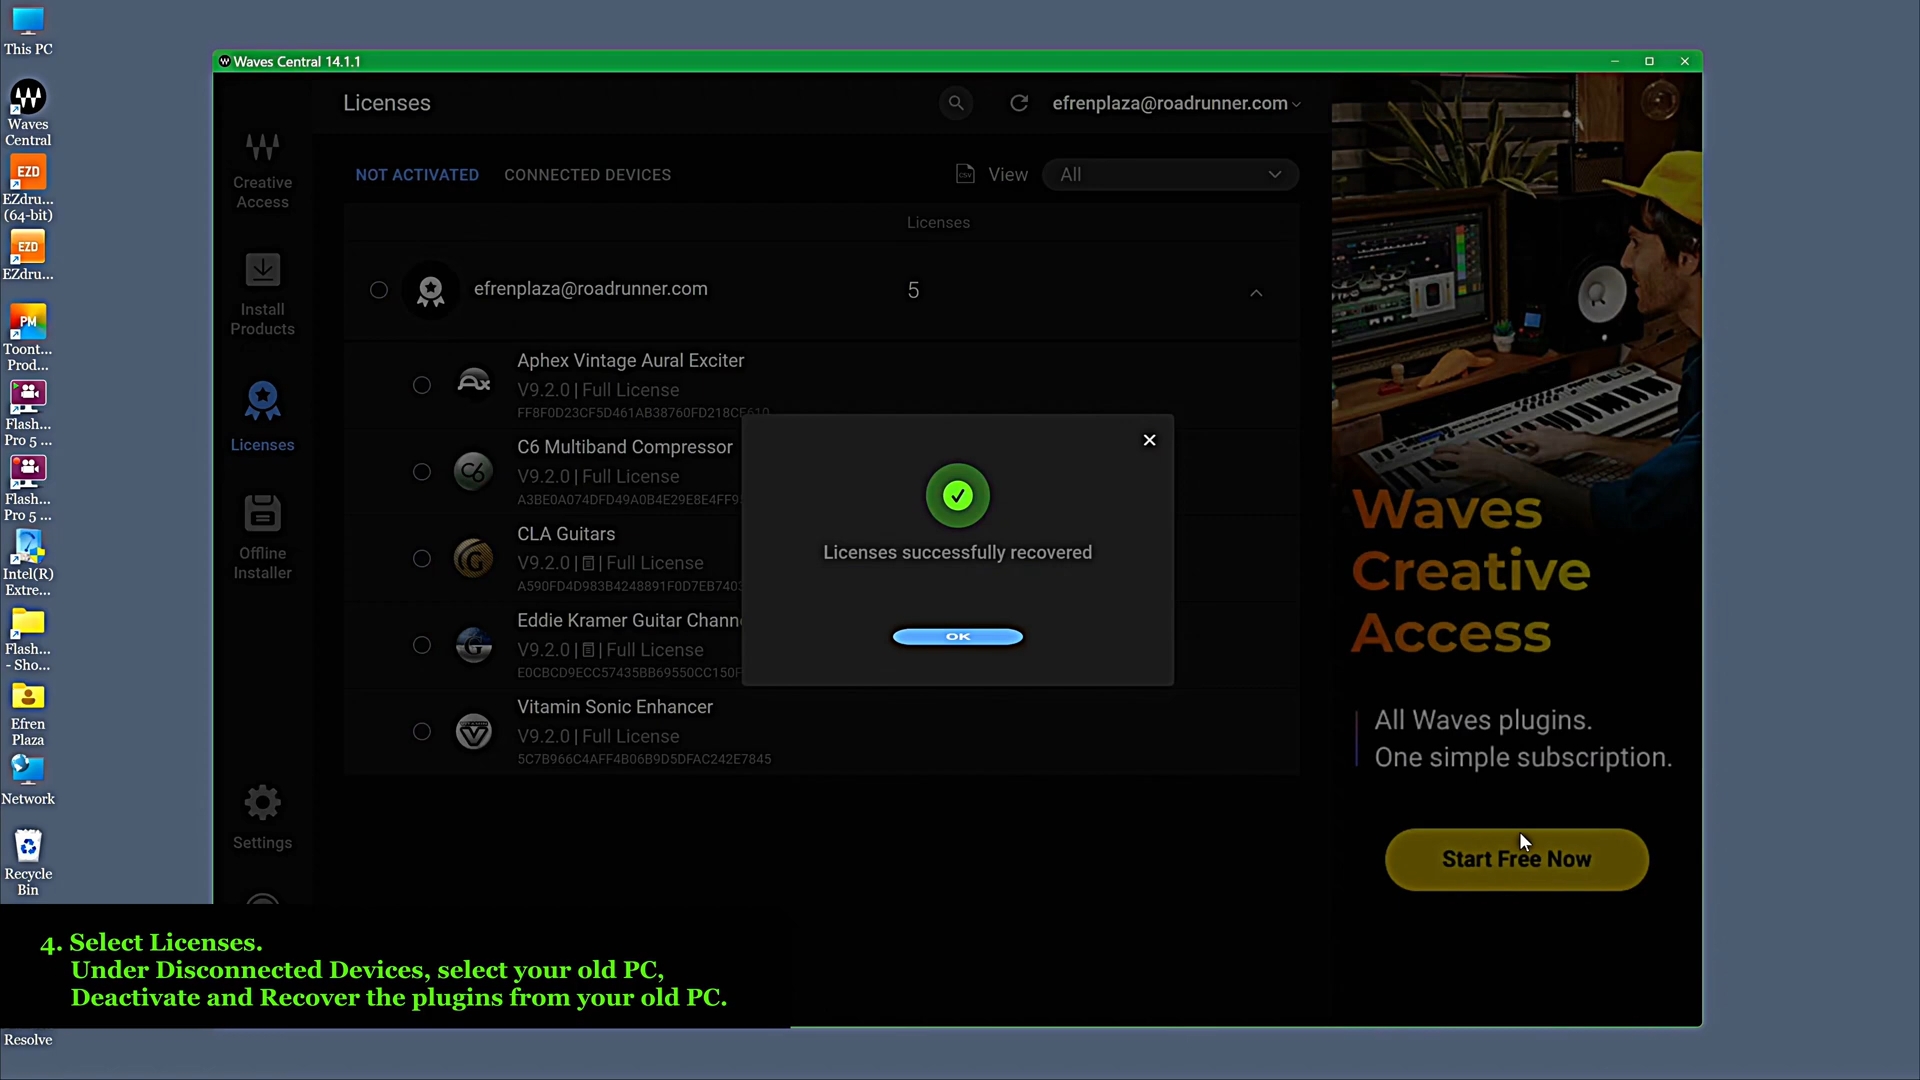 This PC
Waves
Central
EZdru...
(64-bit)
EZdru...
Toont...
Prod...
Flash...
Pro 5 ...
Flash...
Pro 5 ...
Intel(R)
Extre...
Flash...
- Sho...
Efren
Plaza
Network
Recycle
Bin
Resolve
EZD
EZD
PM
Waves Central 14.1.1
Creative
Access
Install
Products
Licenses
Offline
Installer
Settings
Licenses
efrenplaza@roadrunner.com
NOT ACTIVATED
CONNECTED DEVICES
CSV
View
All
Licenses
efrenplaza@roadrunner.com
5
Aphex Vintage Aural Exciter
V9.2.0 | Full License
FF8F0D23CF5D461AB38760FD218CE610
C6 Multiband Compressor
V9.2.0 | Full License
A3BE0A074DFD49A0B4E29E8E4FF9
CLA Guitars
V9.2.0 | Full License
A590FD4D983B4248891F0D7EB740
Eddie Kramer Guitar Chann
V9.2.0 | Full License
E0CBCD9ECC57435BB69550CC150F
Vitamin Sonic Enhancer
V9.2.0 | Full License
5C7B966C4AFF4B06B9D5DFAC242E7845
Licenses successfully recovered
OK
Waves
Creative
Access
All Waves plugins.
One simple subscription.
Start Free Now
4. Select Licenses.
Under Disconnected Devices, select your old PC,
Deactivate and Recover the plugins from your old PC.